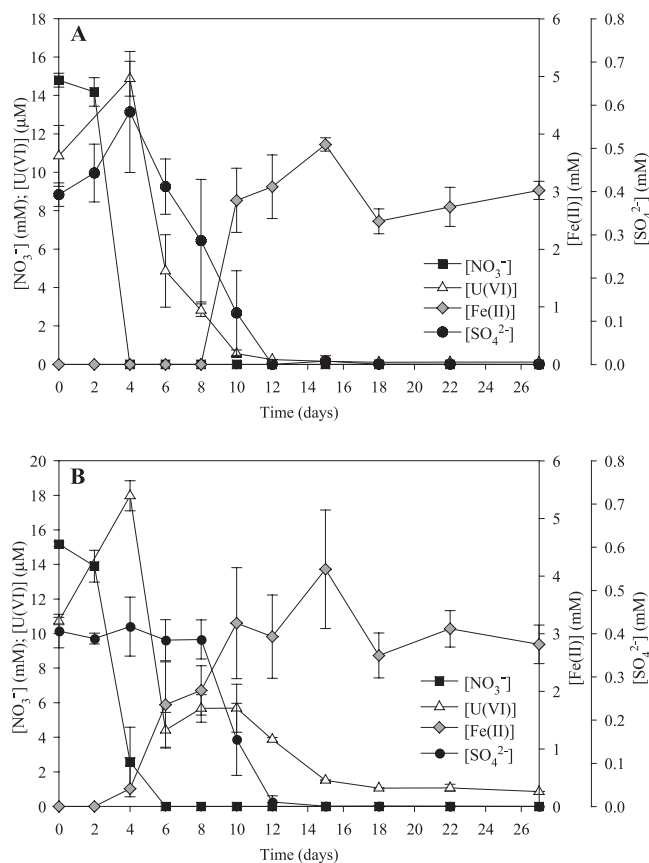 A
18
16
14
12
10
8
6
4
2
0
[NO₃⁻] (mM); [U(VI)] (µM)
6
5
4
3
2
1
0
[Fe(II)] (mM)
0.8
0.7
0.6
0.5
0.4
0.3
0.2
0.1
0.0
[SO₄²⁻] (mM)
[NO₃⁻]
[U(VI)]
[Fe(II)]
[SO₄²⁻]
0 2 4 6 8 10 12 14 16 18 20 22 24 26
Time (days)
B
20
18
16
14
12
10
8
6
4
2
0
[NO₃⁻] (mM); [U(VI)] (µM)
6
5
4
3
2
1
0
[Fe(II)] (mM)
0.8
0.7
0.6
0.5
0.4
0.3
0.2
0.1
0.0
[SO₄²⁻] (mM)
[NO₃⁻]
[U(VI)]
[Fe(II)]
[SO₄²⁻]
0 2 4 6 8 10 12 14 16 18 20 22 24 26
Time (days)